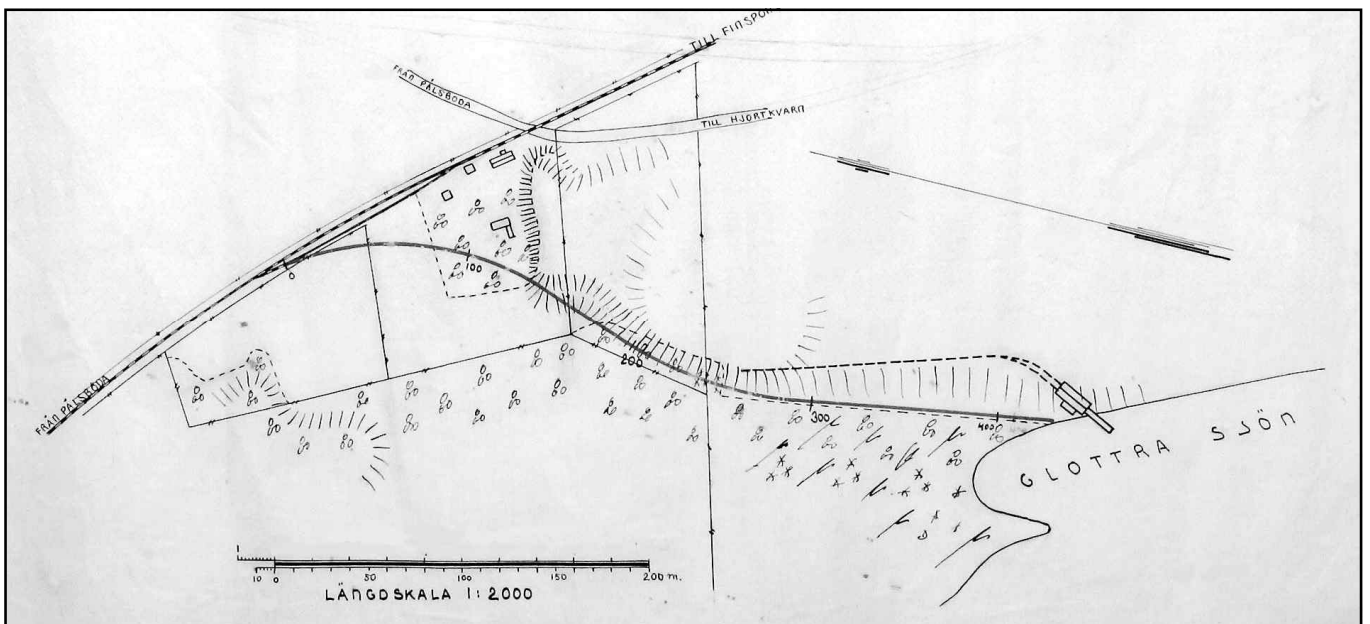 TILL FINSPON
FRÅN PÅLSBODA
TILL HJORTKVARN
0
100
FRÅN PÅLSBODA
200
300
400
GLOTTRA SJÖN
10 0 50 100 150 200 m.
LÄNGDSKALA 1:2000